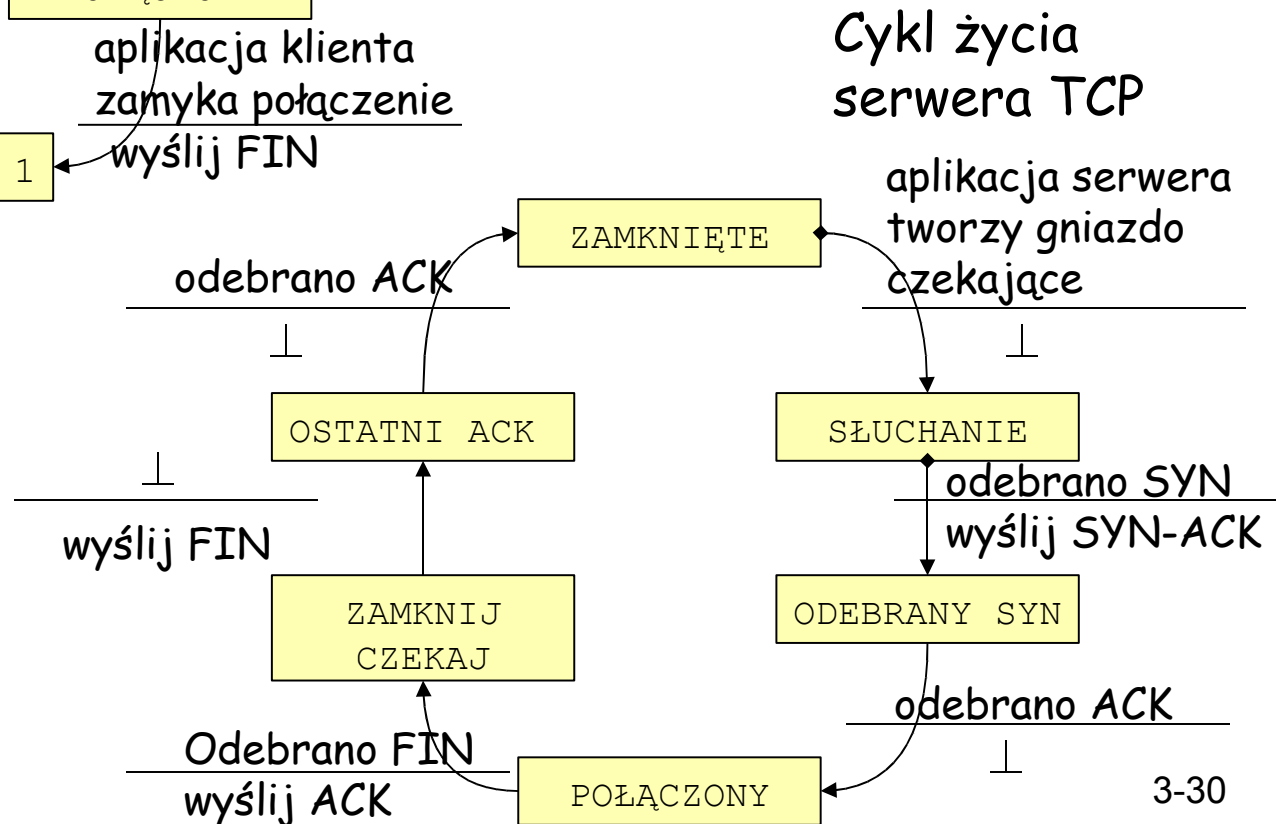 Cykl życia
serwera TCP
aplikacja klienta
zamyka połączenie
wyślij FIN
1
ZAMKNIĘTE
aplikacja serwera
tworzy gniazdo
czekające
⊥
SŁUCHANIE
odebrano SYN
wyślij SYN-ACK
ODEBRANY SYN
odebrano ACK
⊥
POŁĄCZONY
Odebrano FIN
wyślij ACK
ZAMKNIJ
CZEKAJ
⊥
wyślij FIN
OSTATNI ACK
odebrano ACK
⊥
3-30